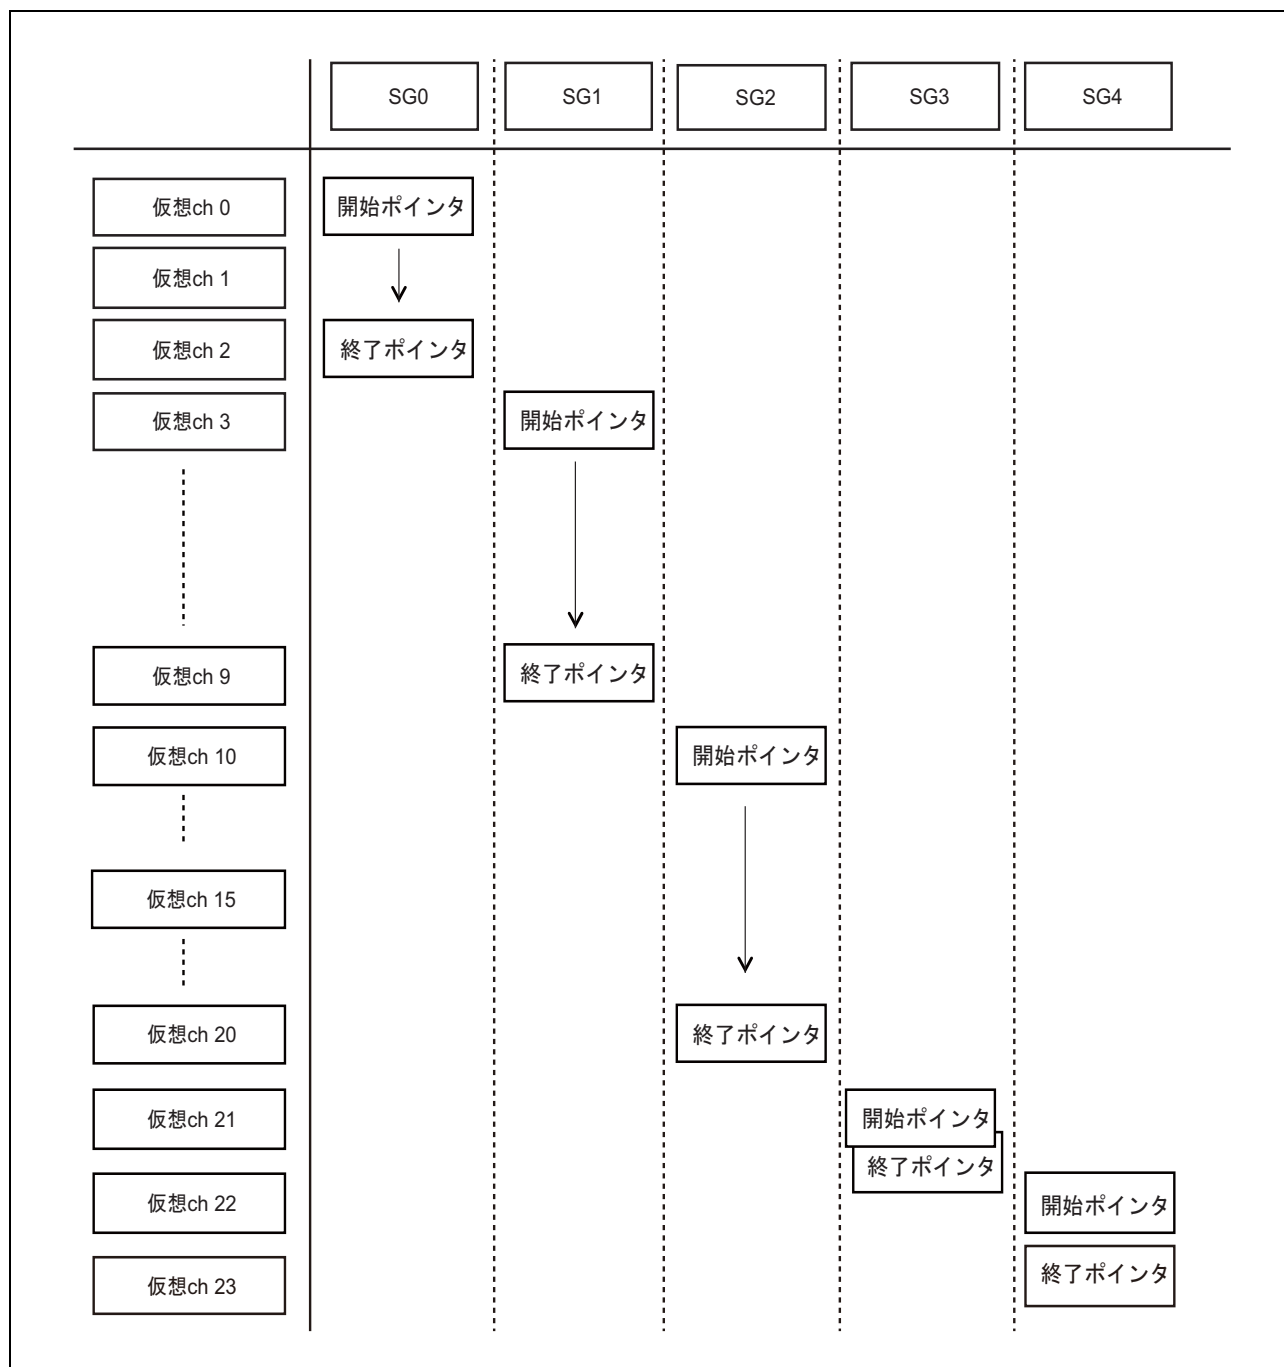 SG0 SG1 SG2 SG3 SG4
仮想ch 0 開始ポインタ
仮想ch 1
仮想ch 2 終了ポインタ
仮想ch 3 開始ポインタ
仮想ch 9 終了ポインタ
仮想ch 10 開始ポインタ
仮想ch 15
仮想ch 20 終了ポインタ
仮想ch 21 開始ポインタ
終了ポインタ
仮想ch 22 開始ポインタ
仮想ch 23 終了ポインタ